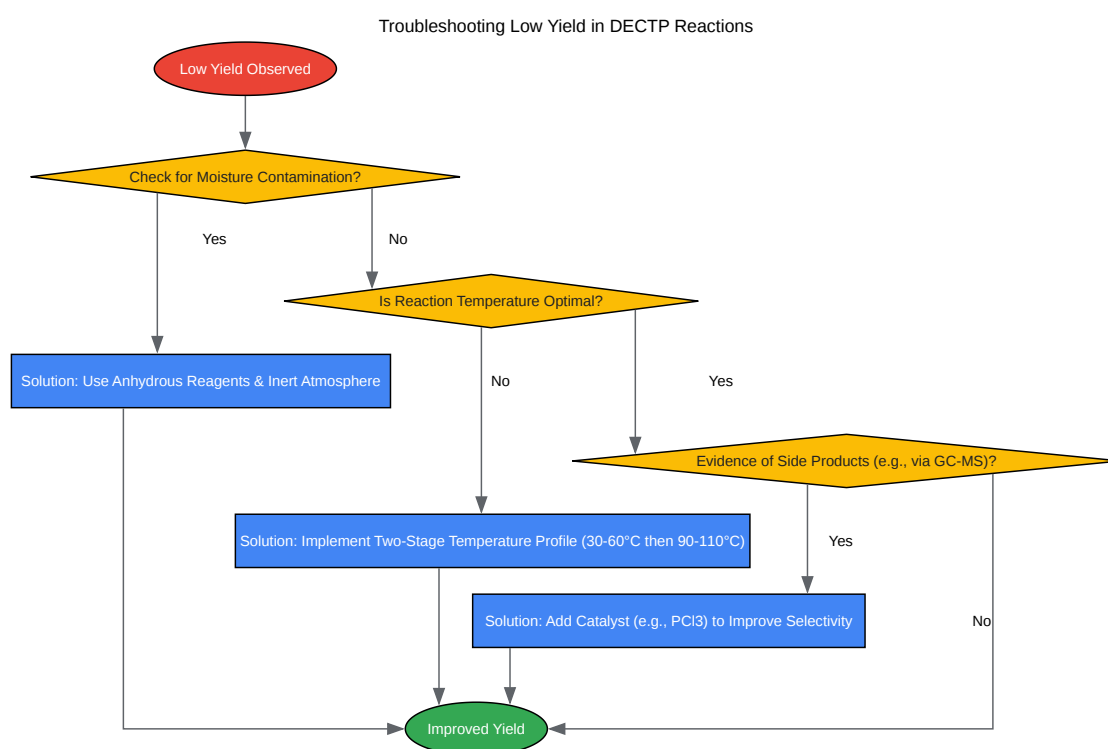 Troubleshooting Low Yield in DECTP Reactions
Low Yield Observed
Check for Moisture Contamination?
Yes
No
Is Reaction Temperature Optimal?
Solution: Use Anhydrous Reagents & Inert Atmosphere
No
Yes
Evidence of Side Products (e.g., via GC-MS)?
Solution: Implement Two-Stage Temperature Profile (30-60°C then 90-110°C)
Yes
Solution: Add Catalyst (e.g., PCl3) to Improve Selectivity
No
Improved Yield